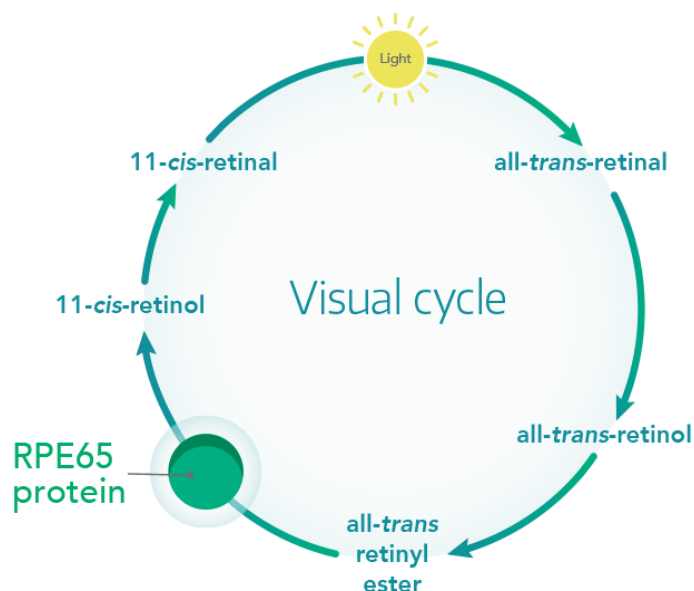 Light
11-cis-retinal
all-trans-retinal
11-cis-retinol
Visual cycle
all-trans-retinol
RPE65
protein
all-trans
retinyl
ester